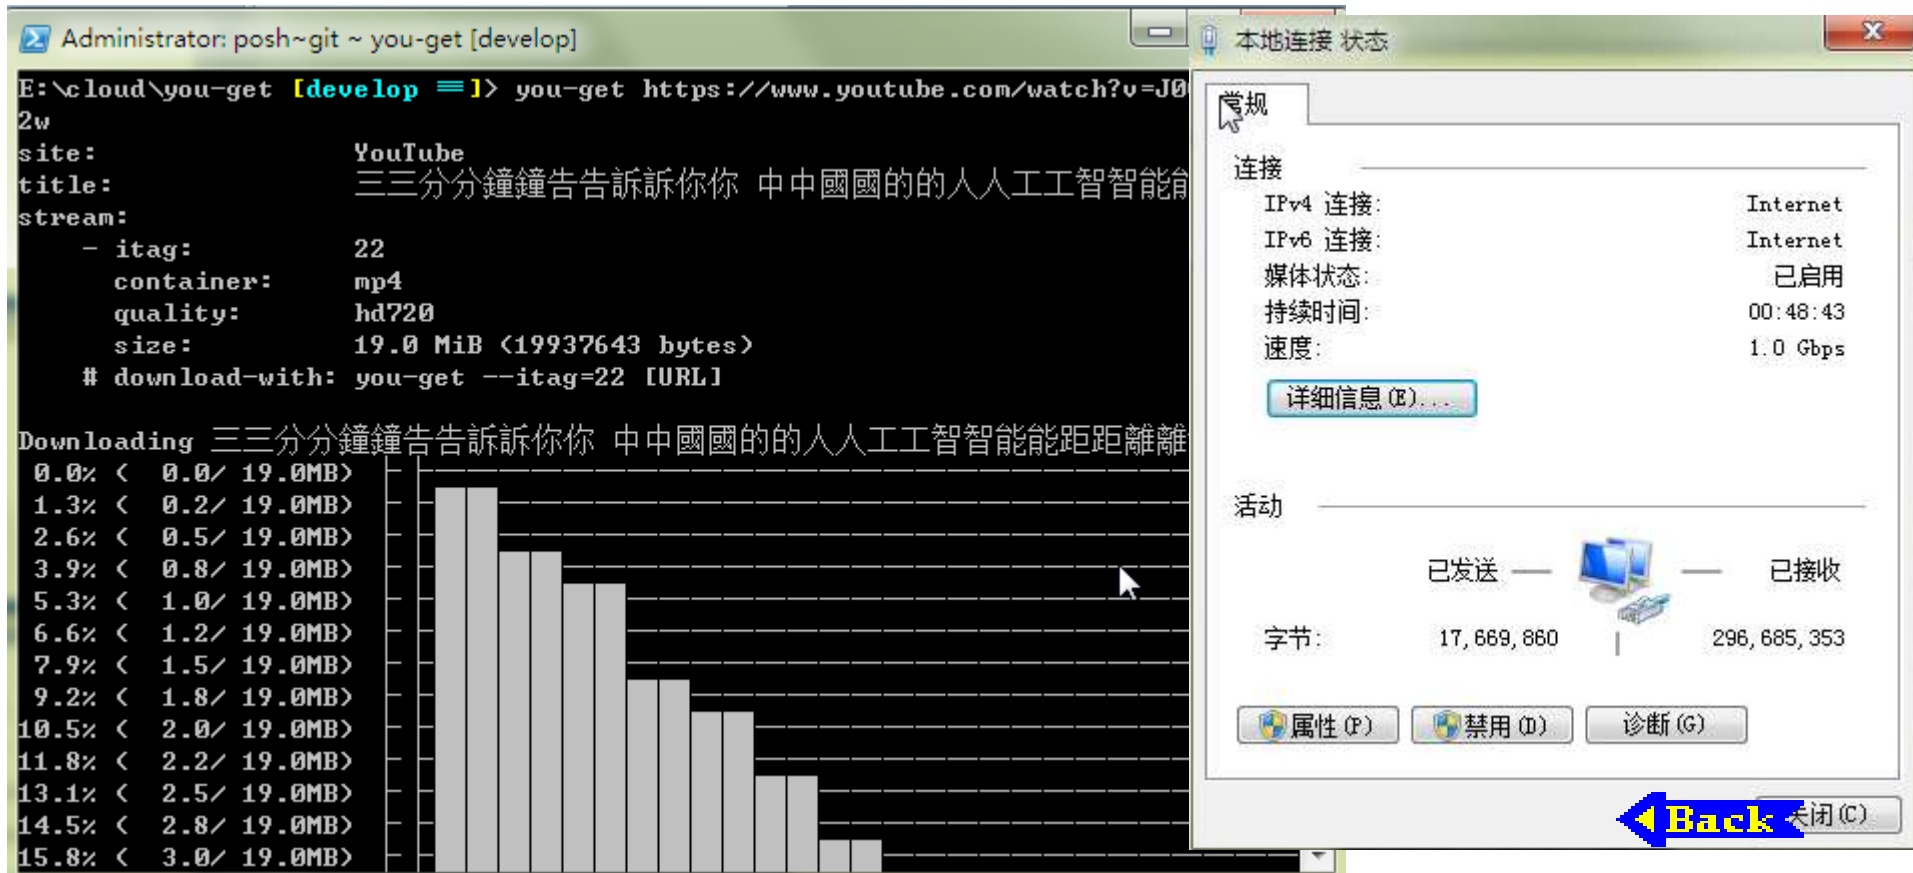 Administrator: posh~git ~ you-get [develop]
E:\cloud\you-get [develop ≡]> you-get https://www.youtube.com/watch?v=J0
2w
site: YouTube
title: 三三分分鐘鐘告告訴訴你你 中中國國的的人人工工智智能能
stream:
- itag: 22
container: mp4
quality: hd720
size: 19.0 MiB (19937643 bytes)
# download-with: you-get --itag=22 [URL]
Downloading 三三分分鐘鐘告告訴訴你你 中中國國的的人人工工智智能能距距離離
0.0% ( 0.0/ 19.0MB)
1.3% ( 0.2/ 19.0MB)
2.6% ( 0.5/ 19.0MB)
3.9% ( 0.8/ 19.0MB)
5.3% ( 1.0/ 19.0MB)
6.6% ( 1.2/ 19.0MB)
7.9% ( 1.5/ 19.0MB)
9.2% ( 1.8/ 19.0MB)
10.5% ( 2.0/ 19.0MB)
11.8% ( 2.2/ 19.0MB)
13.1% ( 2.5/ 19.0MB)
14.5% ( 2.8/ 19.0MB)
15.8% ( 3.0/ 19.0MB)
本地连接 状态
常规
连接
IPv4 连接: Internet
IPv6 连接: Internet
媒体状态: 已启用
持续时间: 00:48:43
速度: 1.0 Gbps
详细信息(E)...
活动
已发送 — — 已接收
字节: 17,669,860 | 296,685,353
属性(P) 禁用(D) 诊断(G)
Back 关闭(C)